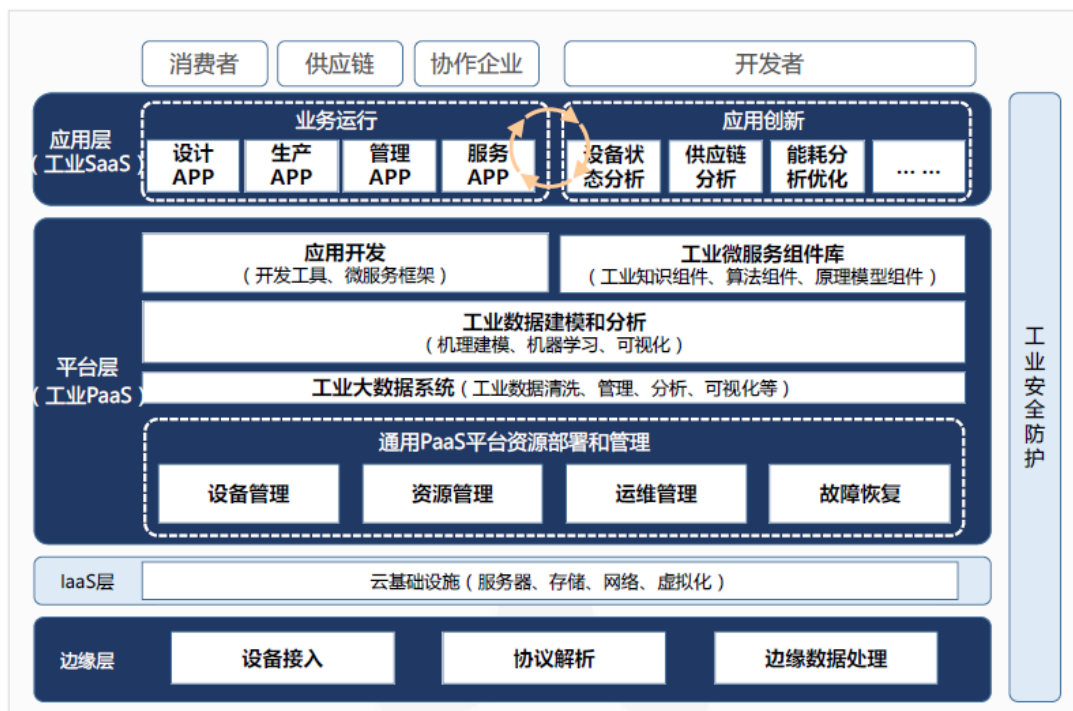 消费者
供应链
协作企业
开发者
应用层
（工业SaaS）
业务运行
设计
APP
生产
APP
管理
APP
服务
APP
应用创新
设备状
态分析
供应链
分析
能耗分
析优化
... ...
平台层
（工业PaaS）
应用开发
（开发工具、微服务框架）
工业微服务组件库
（工业知识组件、算法组件、原理模型组件）
工业数据建模和分析
（机理建模、机器学习、可视化）
工业大数据系统（工业数据清洗、管理、分析、可视化等）
通用PaaS平台资源部署和管理
设备管理
资源管理
运维管理
故障恢复
IaaS层
云基础设施（服务器、存储、网络、虚拟化）
边缘层
设备接入
协议解析
边缘数据处理
工业安全防护